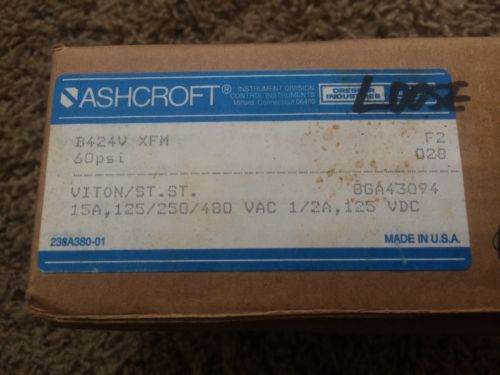 ASHCROFT®
INSTRUMENT DIVISION
CONTROL INSTRUMENTS
Milford, Connecticut 06460
DRESSER
INDUSTRIES
LOOSE
B424V XFM F2
60psi 028
VITON/ST.ST. 8GA43094
15A,125/250/480 VAC 1/2A,125 VDC
238A380-01 MADE IN U.S.A.